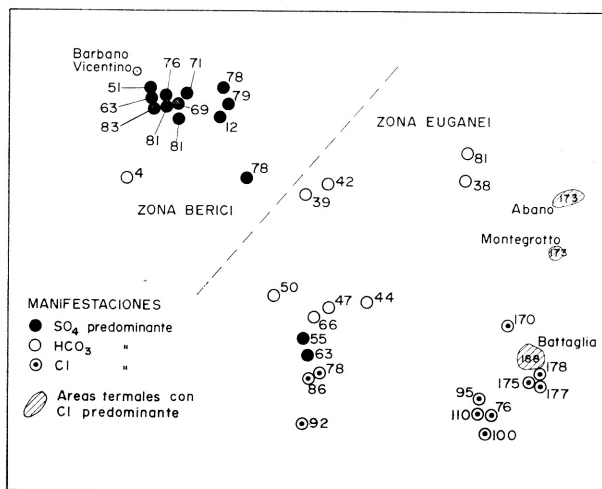 Barbano
Vicentino
76
71
78
51
79
63
69
83
12
81
81
ZONA EUGANEI
81
4
78
42
38
39
173
ZONA BERICI
Abano
Montegrotto
173
50
47
44
MANIFESTACIONES
66
170
SO4 predominante
55
Battaglia
HCO3 "
63
188
78
178
Cl "
86
175
177
95
Areas termales con
Cl predominante
110
76
92
100